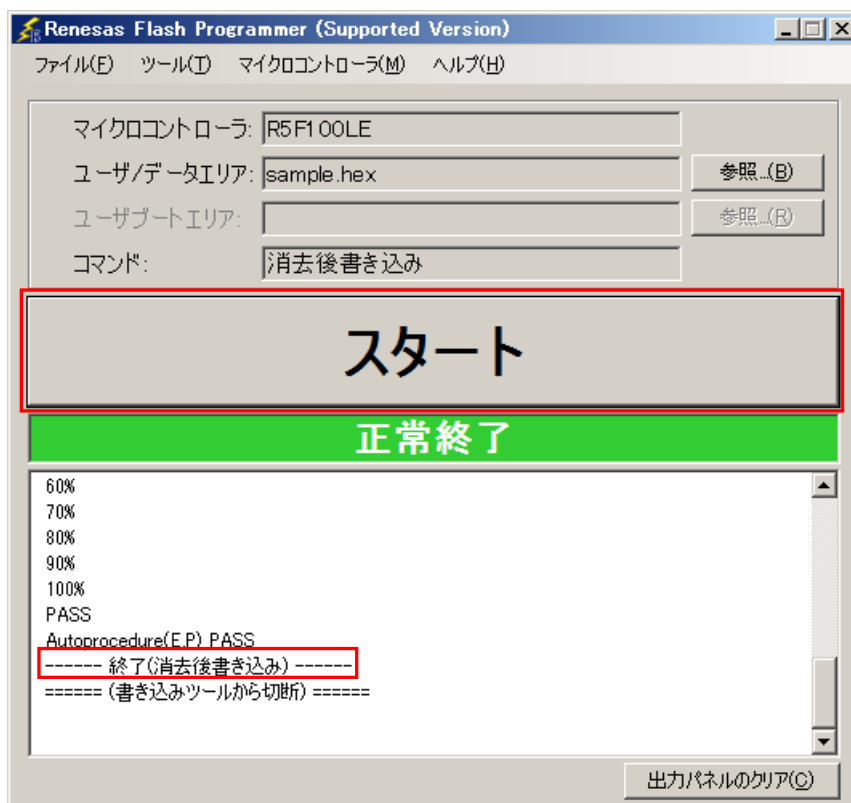 Renesas Flash Programmer (Supported Version)
ファイル(F) ツール(T) マイクロコントローラ(M) ヘルプ(H)
マイクロコントローラ: R5F100LE
ユーザ/データエリア: sample.hex 参照...(B)
ユーザブートエリア: 参照...(R)
コマンド: 消去後書き込み
スタート
正常終了
60%
70%
80%
90%
100%
PASS
Autoprocedure(E.P) PASS
------ 終了(消去後書き込み) ------
====== (書き込みツールから切断) ======
出力パネルのクリア(C)